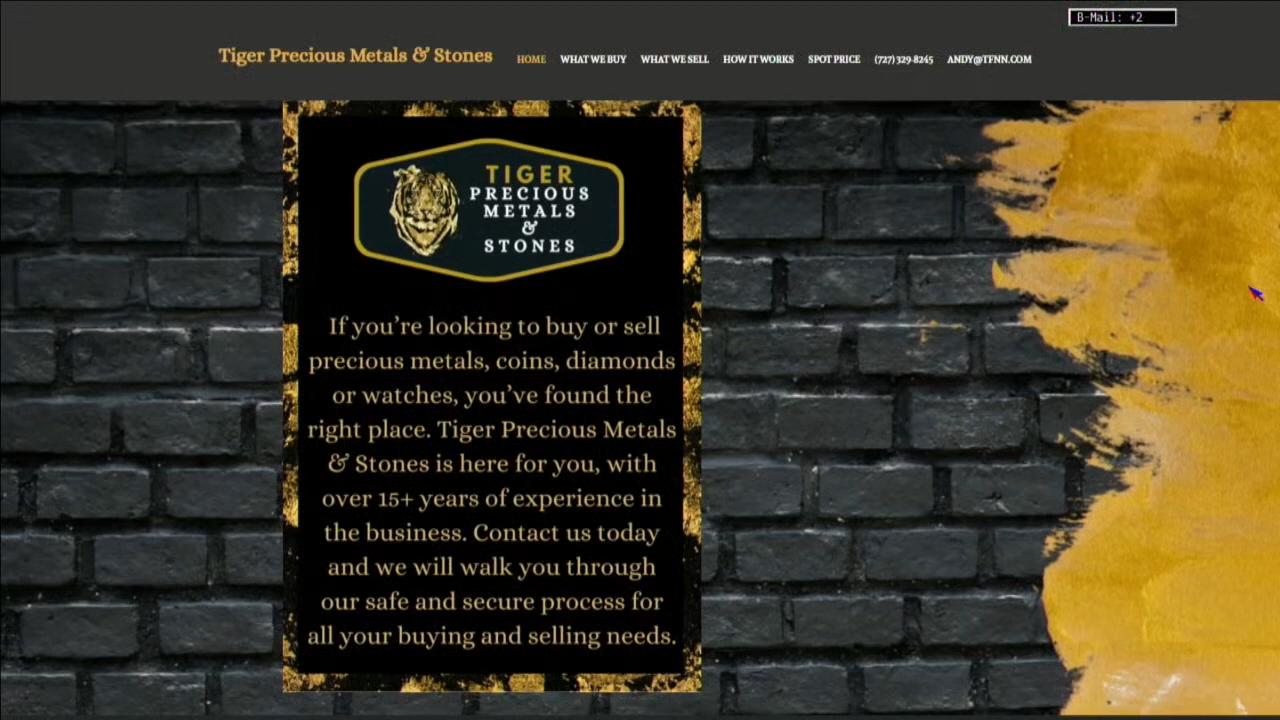 B-Mail: +2
Tiger Precious Metals & Stones
HOME WHAT WE BUY WHAT WE SELL HOW IT WORKS SPOT PRICE (727) 329-8245 ANDY@TFNN.COM
TIGER
PRECIOUS
METALS
&
STONES
If you're looking to buy or sell
precious metals, coins, diamonds
or watches, you've found the
right place. Tiger Precious Metals
& Stones is here for you, with
over 15+ years of experience in
the business. Contact us today
and we will walk you through
our safe and secure process for
all your buying and selling needs.